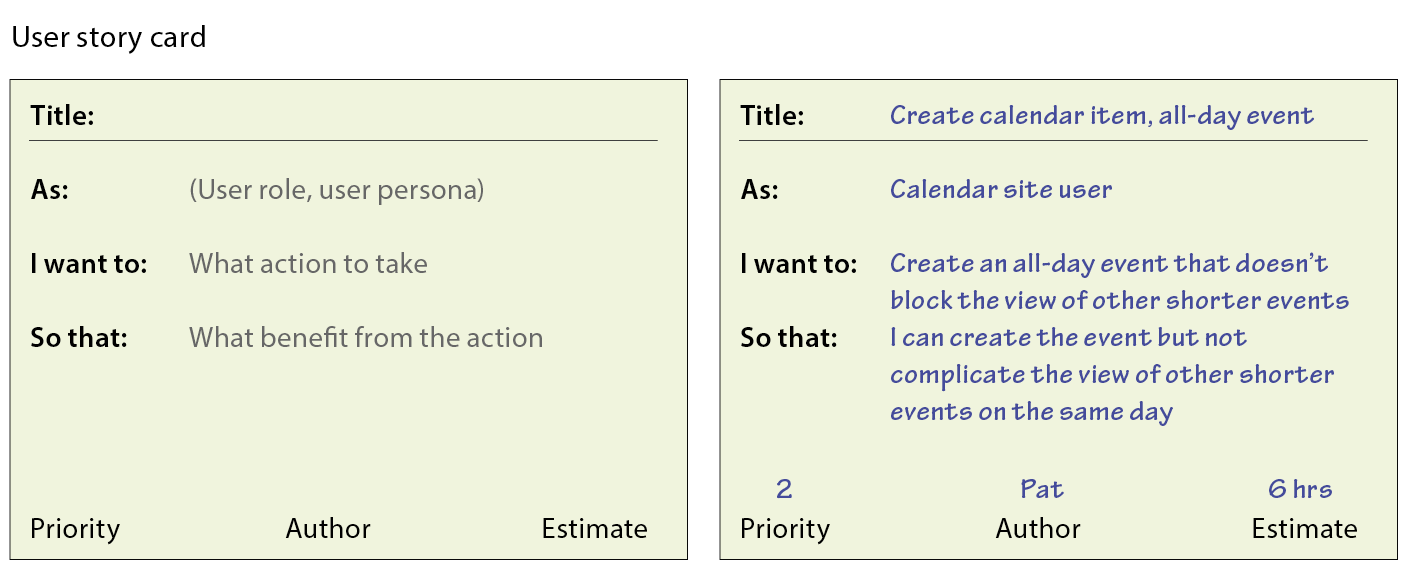 User story card
Title:
As: (User role, user persona)
I want to: What action to take
So that: What benefit from the action
Priority Author Estimate
Title: Create calendar item, all-day event
As: Calendar site user
I want to: Create an all-day event that doesn’t
block the view of other shorter events
So that: I can create the event but not
complicate the view of other shorter
events on the same day
2 Pat 6 hrs
Priority Author Estimate